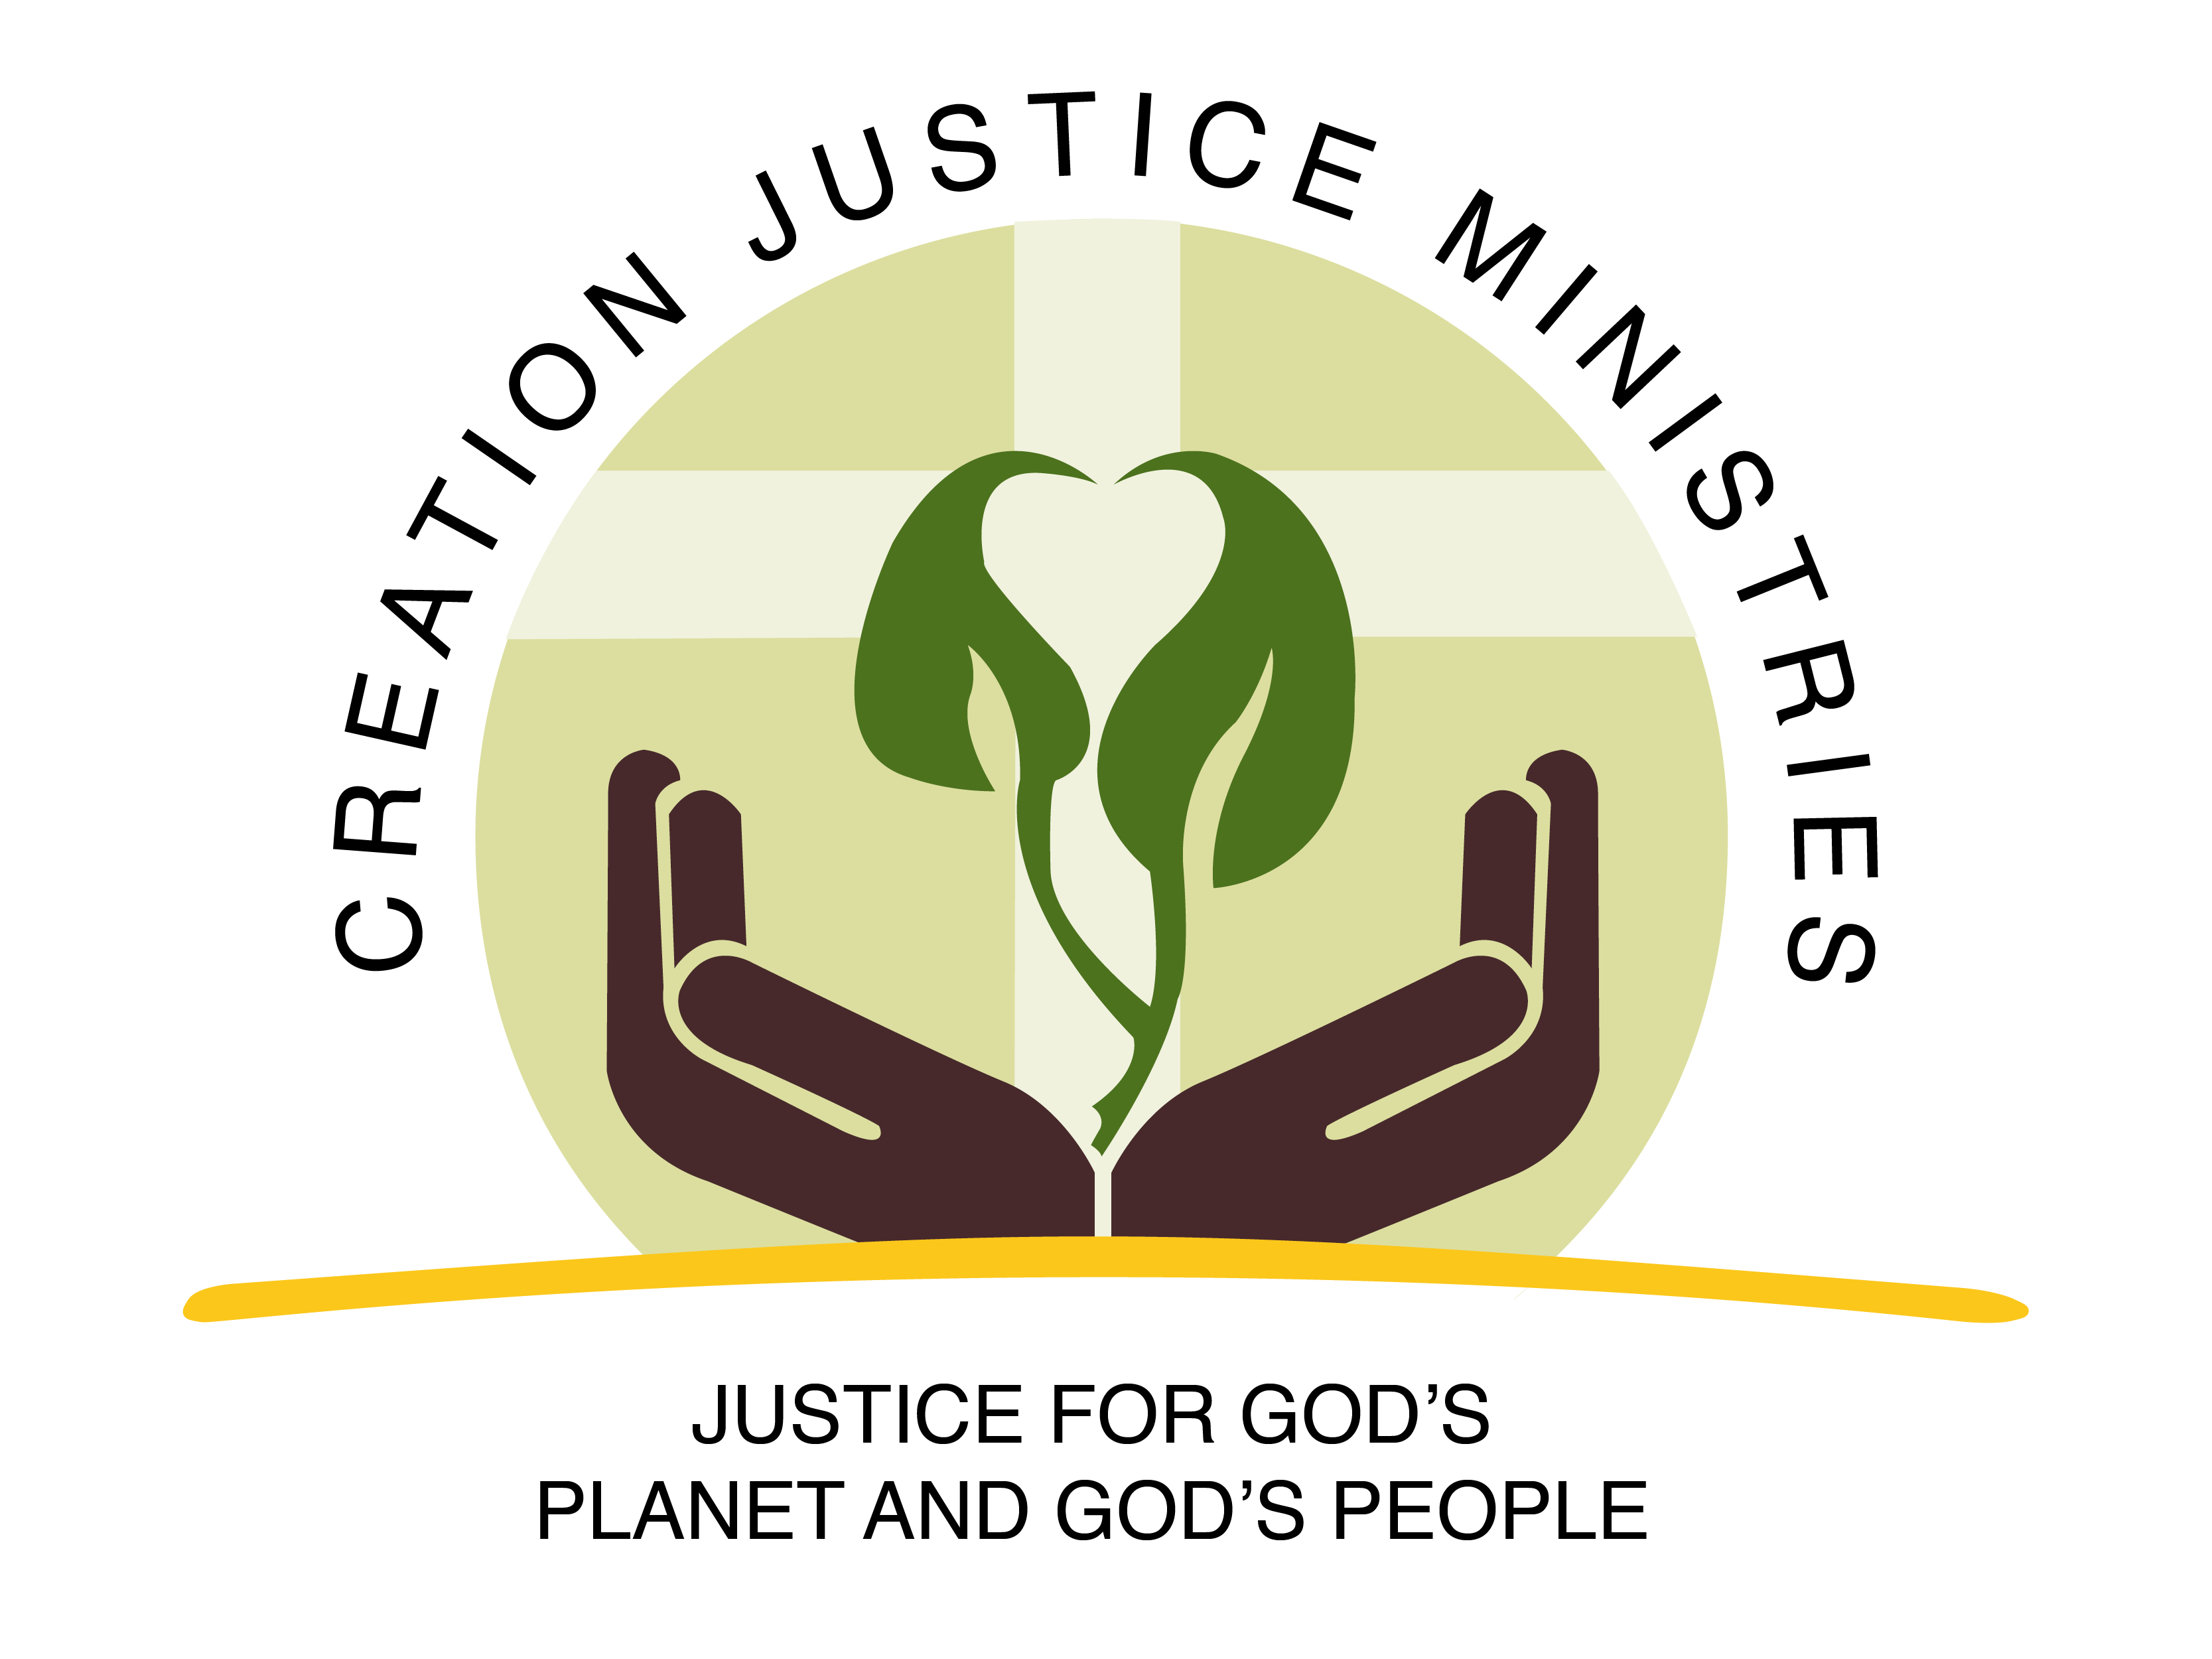 CREATION JUSTICE MINISTRIES
JUSTICE FOR GOD’S
PLANET AND GOD’S PEOPLE